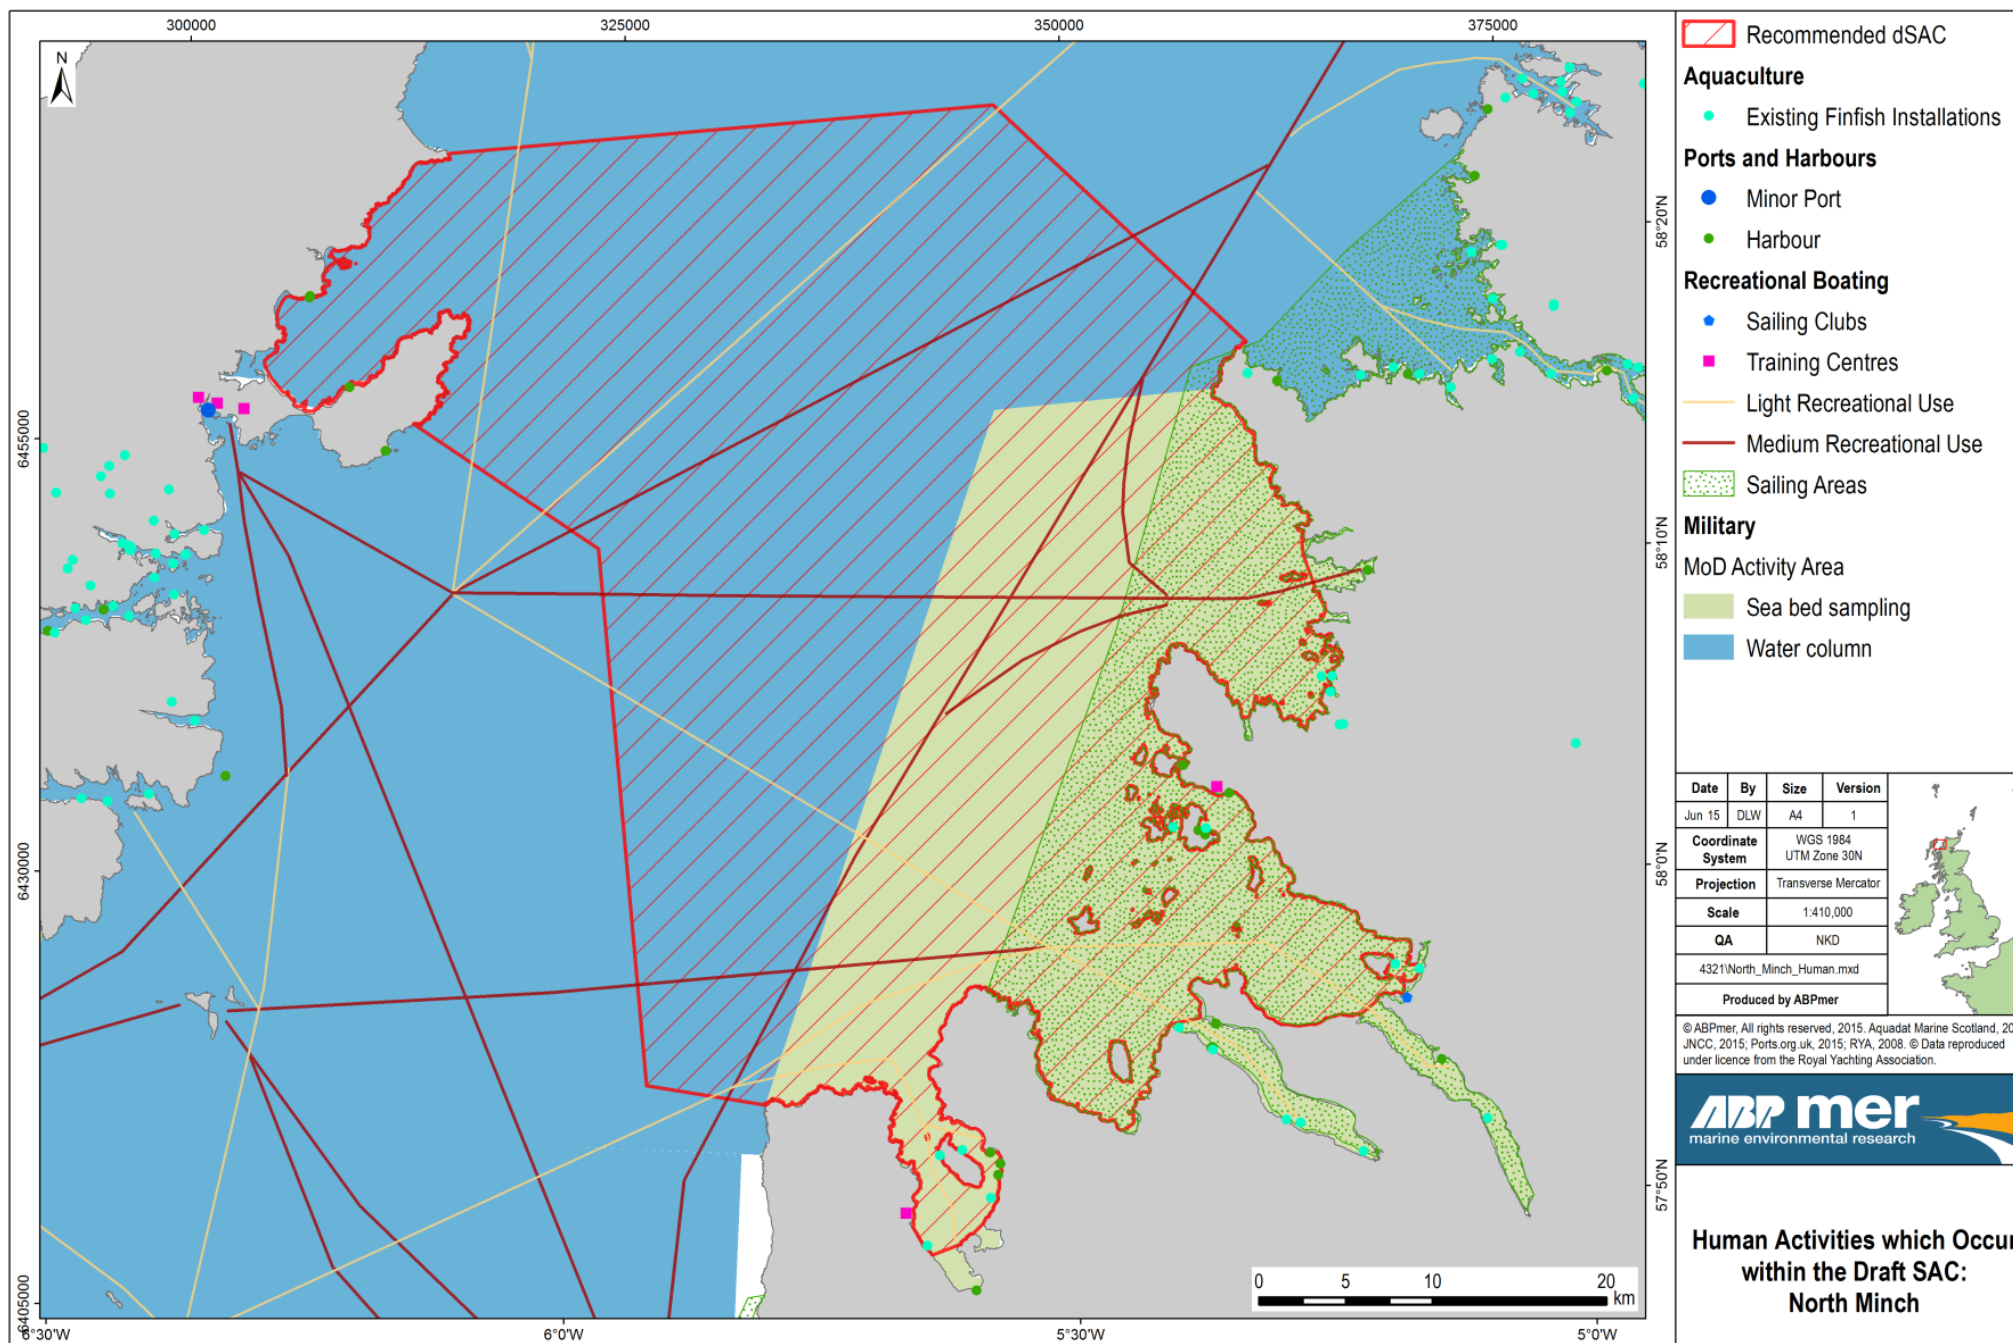 300000
325000
350000
375000
N
6455000
6430000
6405000
58°20'N
58°10'N
58°0'N
57°50'N
6°30'W
6°0'W
5°30'W
5°0'W
0 5 10 20
km
Recommended dSAC
Aquaculture
Existing Finfish Installations
Ports and Harbours
Minor Port
Harbour
Recreational Boating
Sailing Clubs
Training Centres
Light Recreational Use
Medium Recreational Use
Sailing Areas
Military
MoD Activity Area
Sea bed sampling
Water column
Date By Size Version
Jun 15 DLW A4 1
Coordinate System WGS 1984 UTM Zone 30N
Projection Transverse Mercator
Scale 1:410,000
QA NKD
4321\North_Minch_Human.mxd
Produced by ABPmer
© ABPmer, All rights reserved, 2015. Aquadat Marine Scotland, 20
JNCC, 2015; Ports.org.uk, 2015; RYA, 2008. © Data reproduced
under licence from the Royal Yachting Association.
ABP mer
marine environmental research
Human Activities which Occur
within the Draft SAC:
North Minch